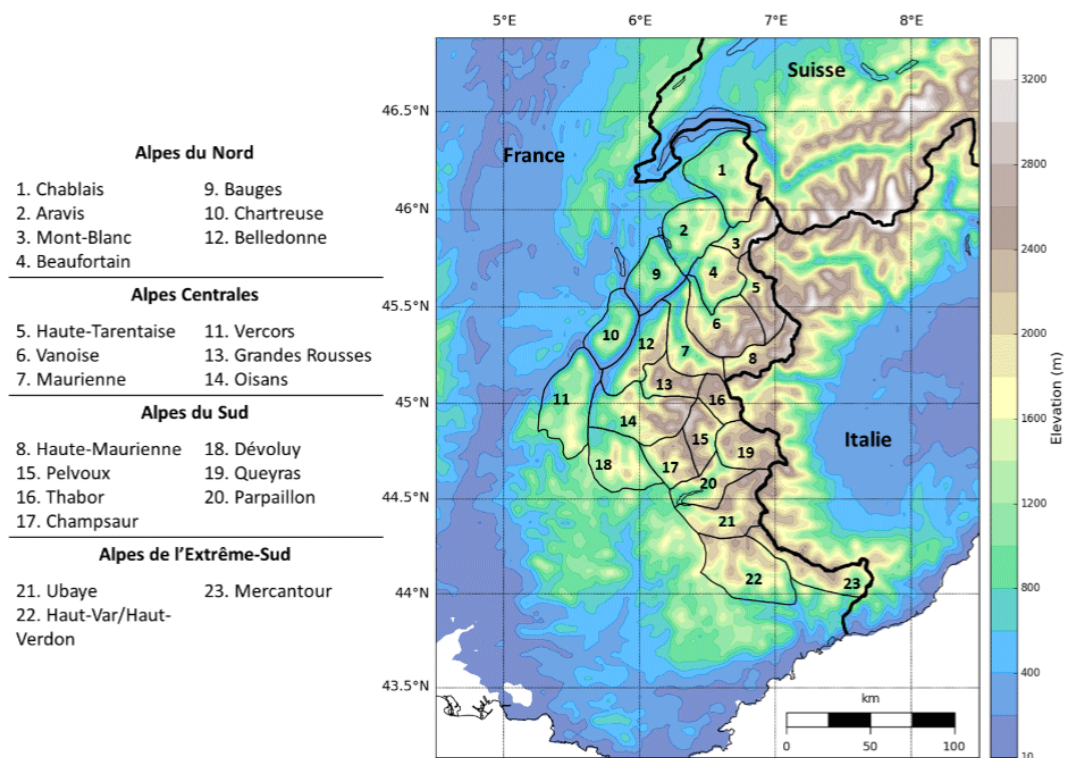 Alpes du Nord
1. Chablais 9. Bauges
2. Aravis 10. Chartreuse
3. Mont-Blanc 12. Belledonne
4. Beaufortain
Alpes Centrales
5. Haute-Tarentaise 11. Vercors
6. Vanoise 13. Grandes Rousses
7. Maurienne 14. Oisans
Alpes du Sud
8. Haute-Maurienne 18. Dévoluy
15. Pelvoux 19. Queyras
16. Thabor 20. Parpaillon
17. Champsaur
Alpes de l'Extrême-Sud
21. Ubaye 23. Mercantour
22. Haut-Var/Haut-
Verdon
5°E 6°E 7°E 8°E
46.5°N
46°N
45.5°N
45°N
44.5°N
44°N
43.5°N
Suisse
France
Italie
1
2
3
4
9
5
6
10
12
7
8
13
16
11
14
15
19
18
17
20
21
22
23
km
0 50 100
3200
2800
2400
2000
1600
1200
800
400
10
Elevation (m)